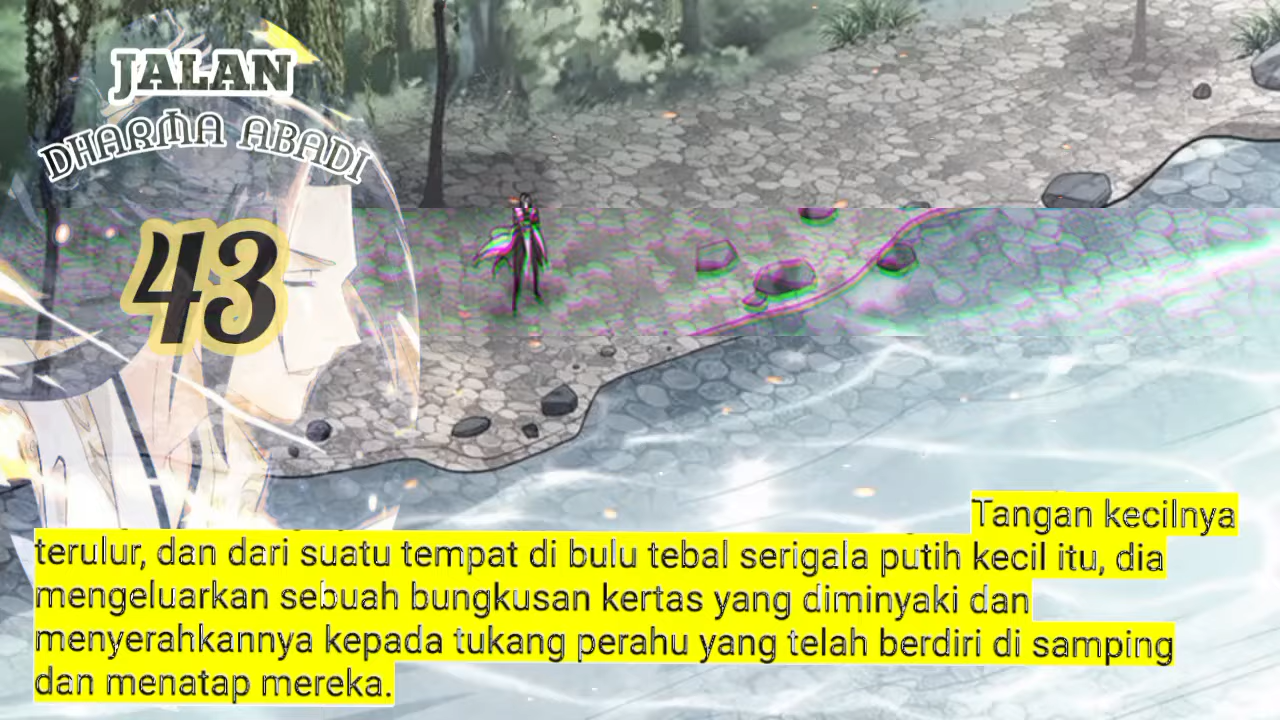 JALAN
DHARMA ABADI
43
Tangan kecilnya
terulur, dan dari suatu tempat di bulu tebal serigala putih kecil itu, dia
mengeluarkan sebuah bungkusan kertas yang diminyaki dan
menyerahkannya kepada tukang perahu yang telah berdiri di samping
dan menatap mereka.